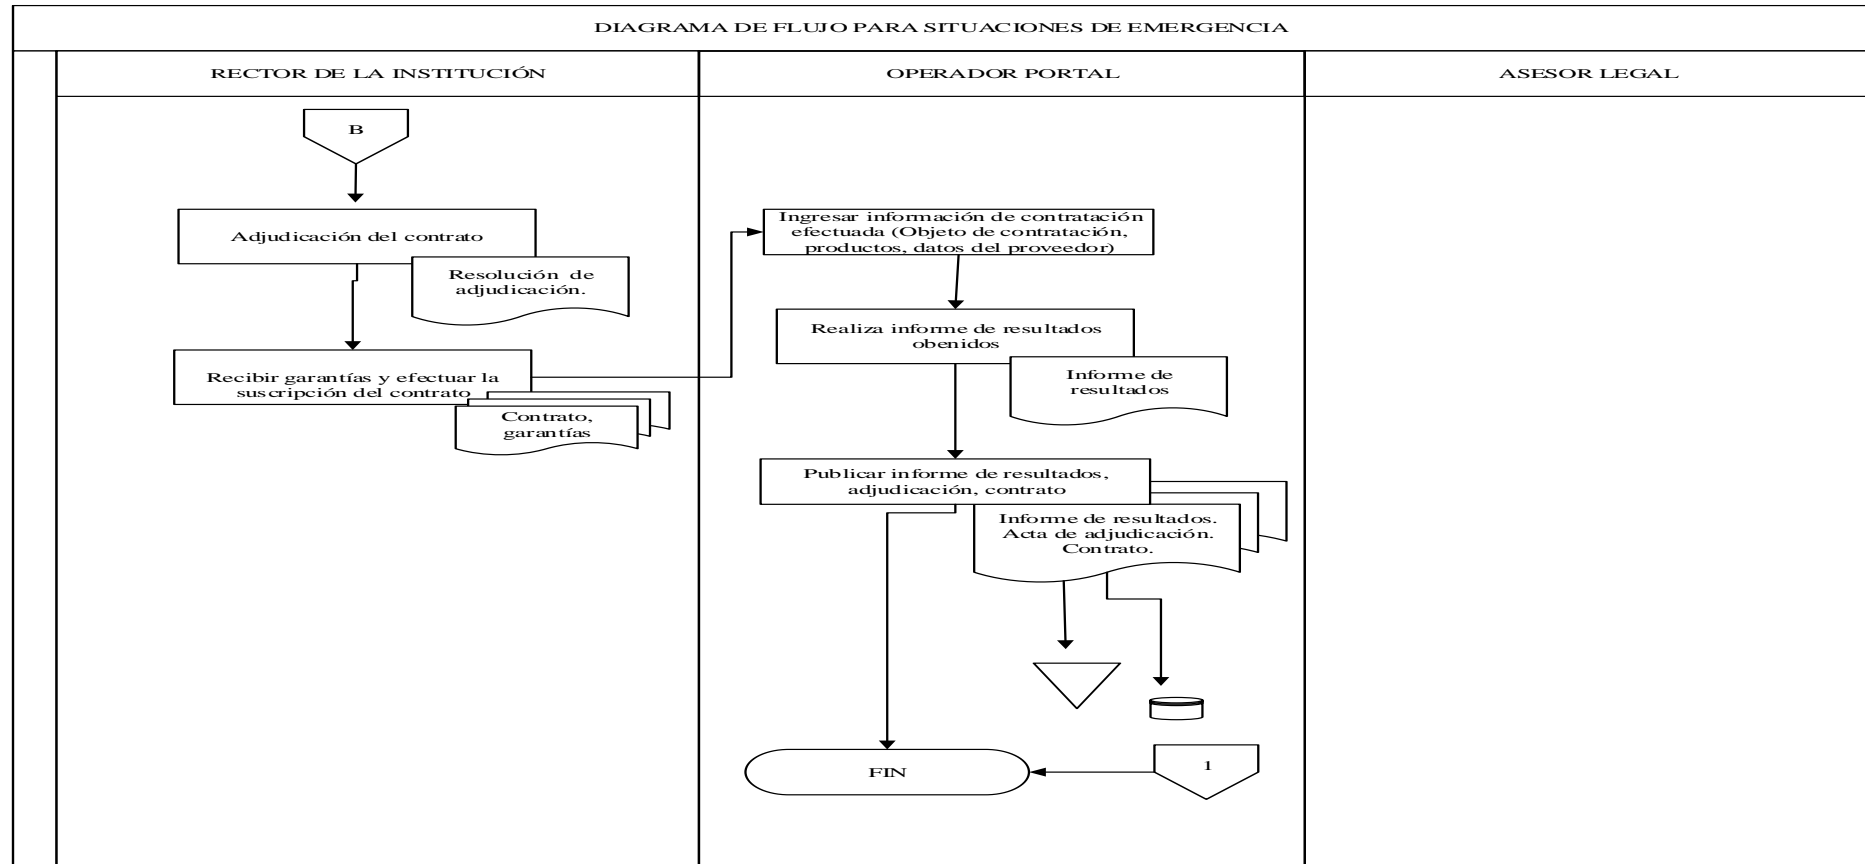 DIAGRAMA DE FLUJO PARA SITUACIONES DE EMERGENCIA
RECTOR DE LA INSTITUCIÓN
OPERADOR PORTAL
ASESOR LEGAL
B
Adjudicación del contrato
Resolución de
adjudicación.
Recibir garantías y efectuar la
suscripción del contrato
Contrato,
garantías
Ingresar información de contratación
efectuada (Objeto de contratación,
productos, datos del proveedor)
Realiza informe de resultados
obenidos
Informe de
resultados
Publicar informe de resultados,
adjudicación, contrato
Informe de resultados.
Acta de adjudicación.
Contrato.
FIN
1